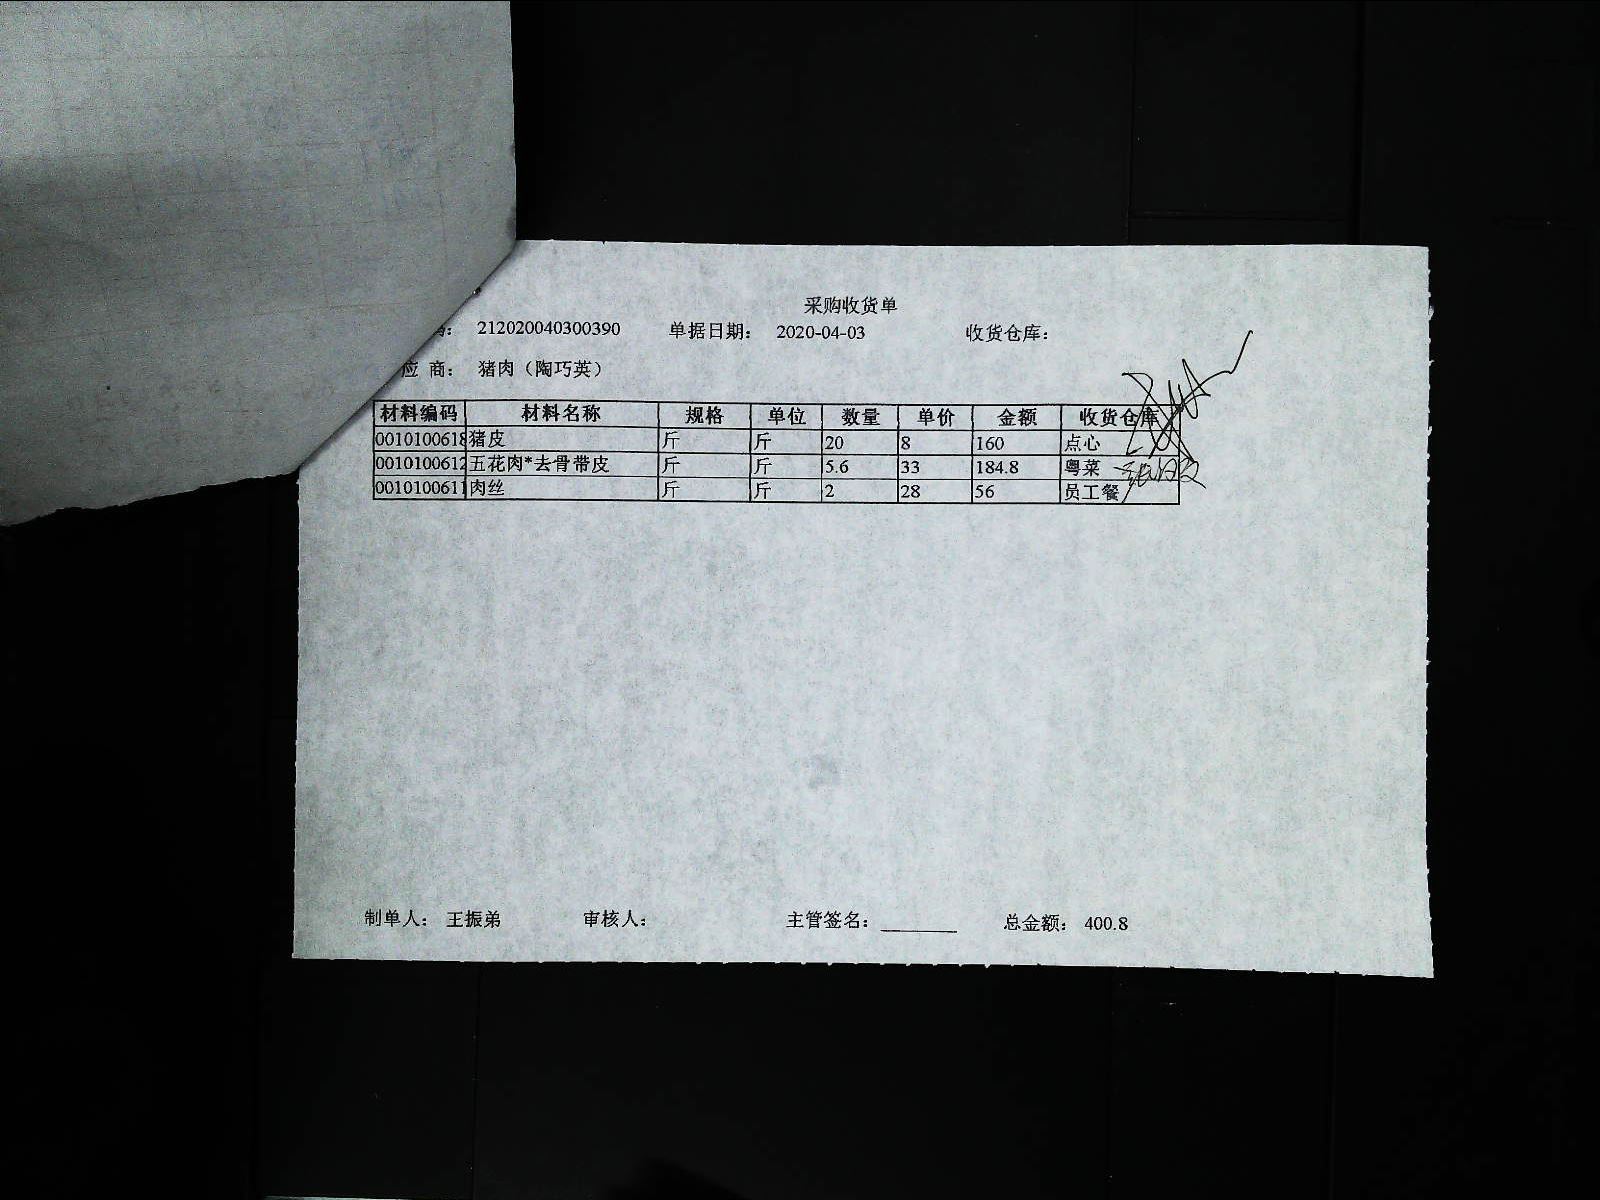 采购收货单
码： 212020040300390 单据日期： 2020-04-03 收货仓库：
应 商： 猪肉（陶巧英）
材料编码 材料名称 规格 单位 数量 单价 金额 收货仓库
0010100618 猪皮 斤 斤 20 8 160 点心
0010100612 五花肉*去骨带皮 斤 斤 5.6 33 184.8 粤菜
0010100611 肉丝 斤 斤 2 28 56 员工餐
制单人： 王振弟 审核人： 主管签名：________ 总金额： 400.8